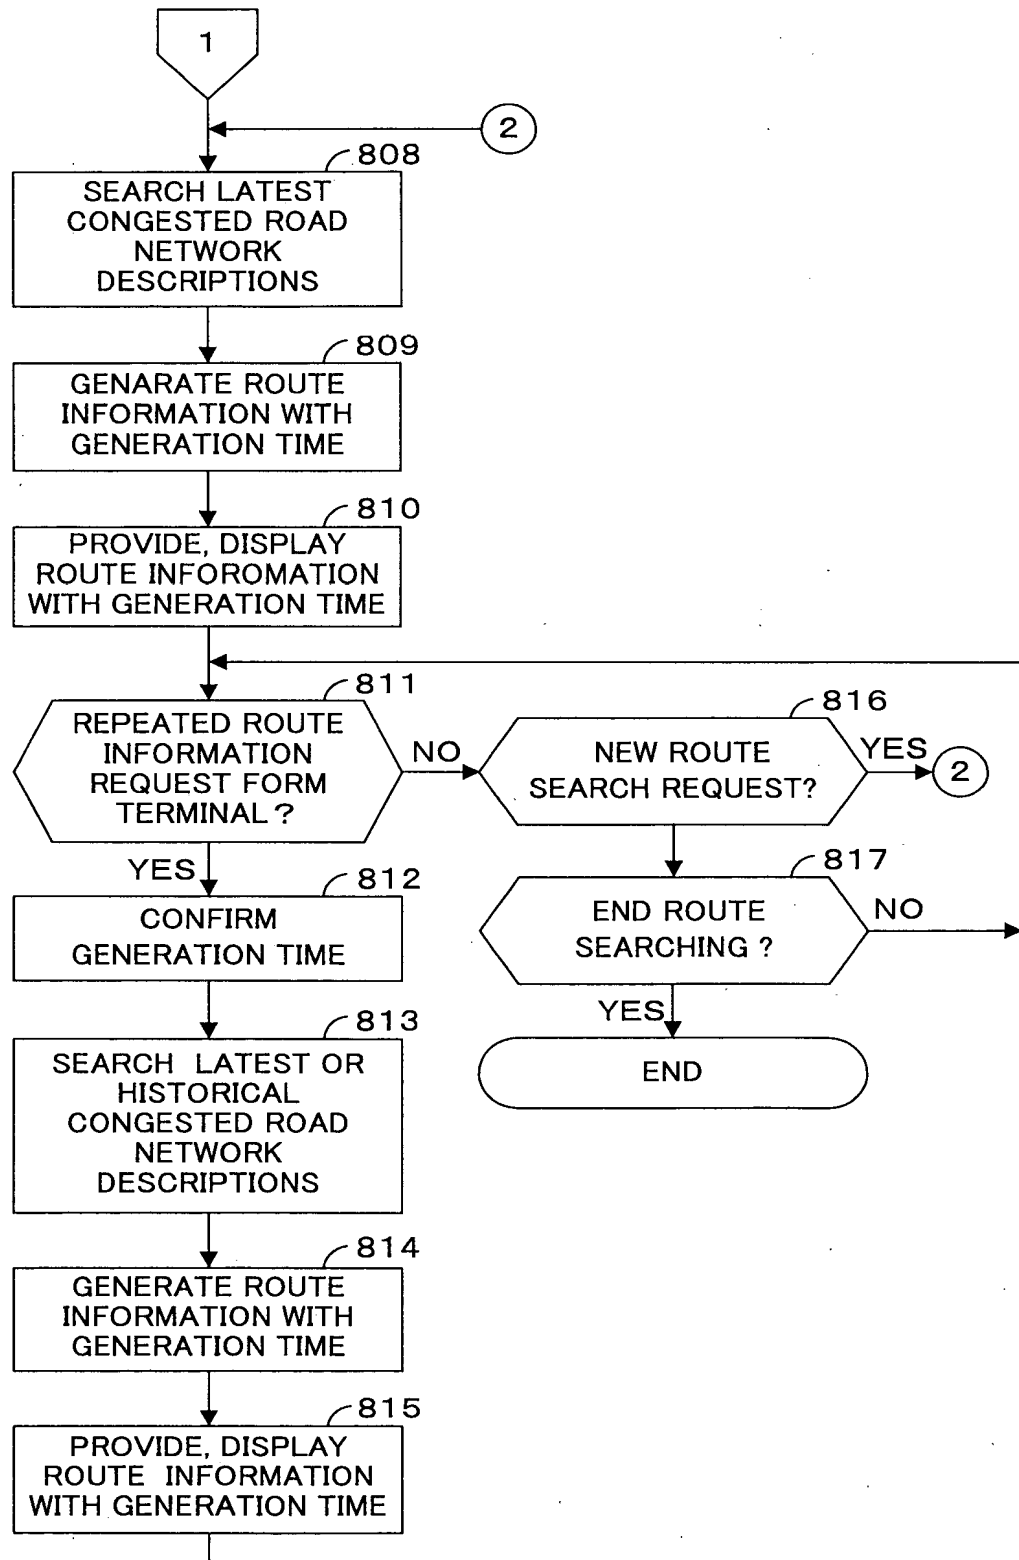 1
2
808
SEARCH LATEST
CONGESTED ROAD
NETWORK
DESCRIPTIONS
809
GENARATE ROUTE
INFORMATION WITH
GENERATION TIME
810
PROVIDE, DISPLAY
ROUTE INFOROMATION
WITH GENERATION TIME
811
REPEATED ROUTE
INFORMATION
REQUEST FORM
TERMINAL ?
NO
YES
816
NEW ROUTE
SEARCH REQUEST?
YES
2
817
END ROUTE
SEARCHING ?
NO
YES
END
812
CONFIRM
GENERATION TIME
813
SEARCH LATEST OR
HISTORICAL
CONGESTED ROAD
NETWORK
DESCRIPTIONS
814
GENERATE ROUTE
INFORMATION WITH
GENERATION TIME
815
PROVIDE, DISPLAY
ROUTE INFORMATION
WITH GENERATION TIME